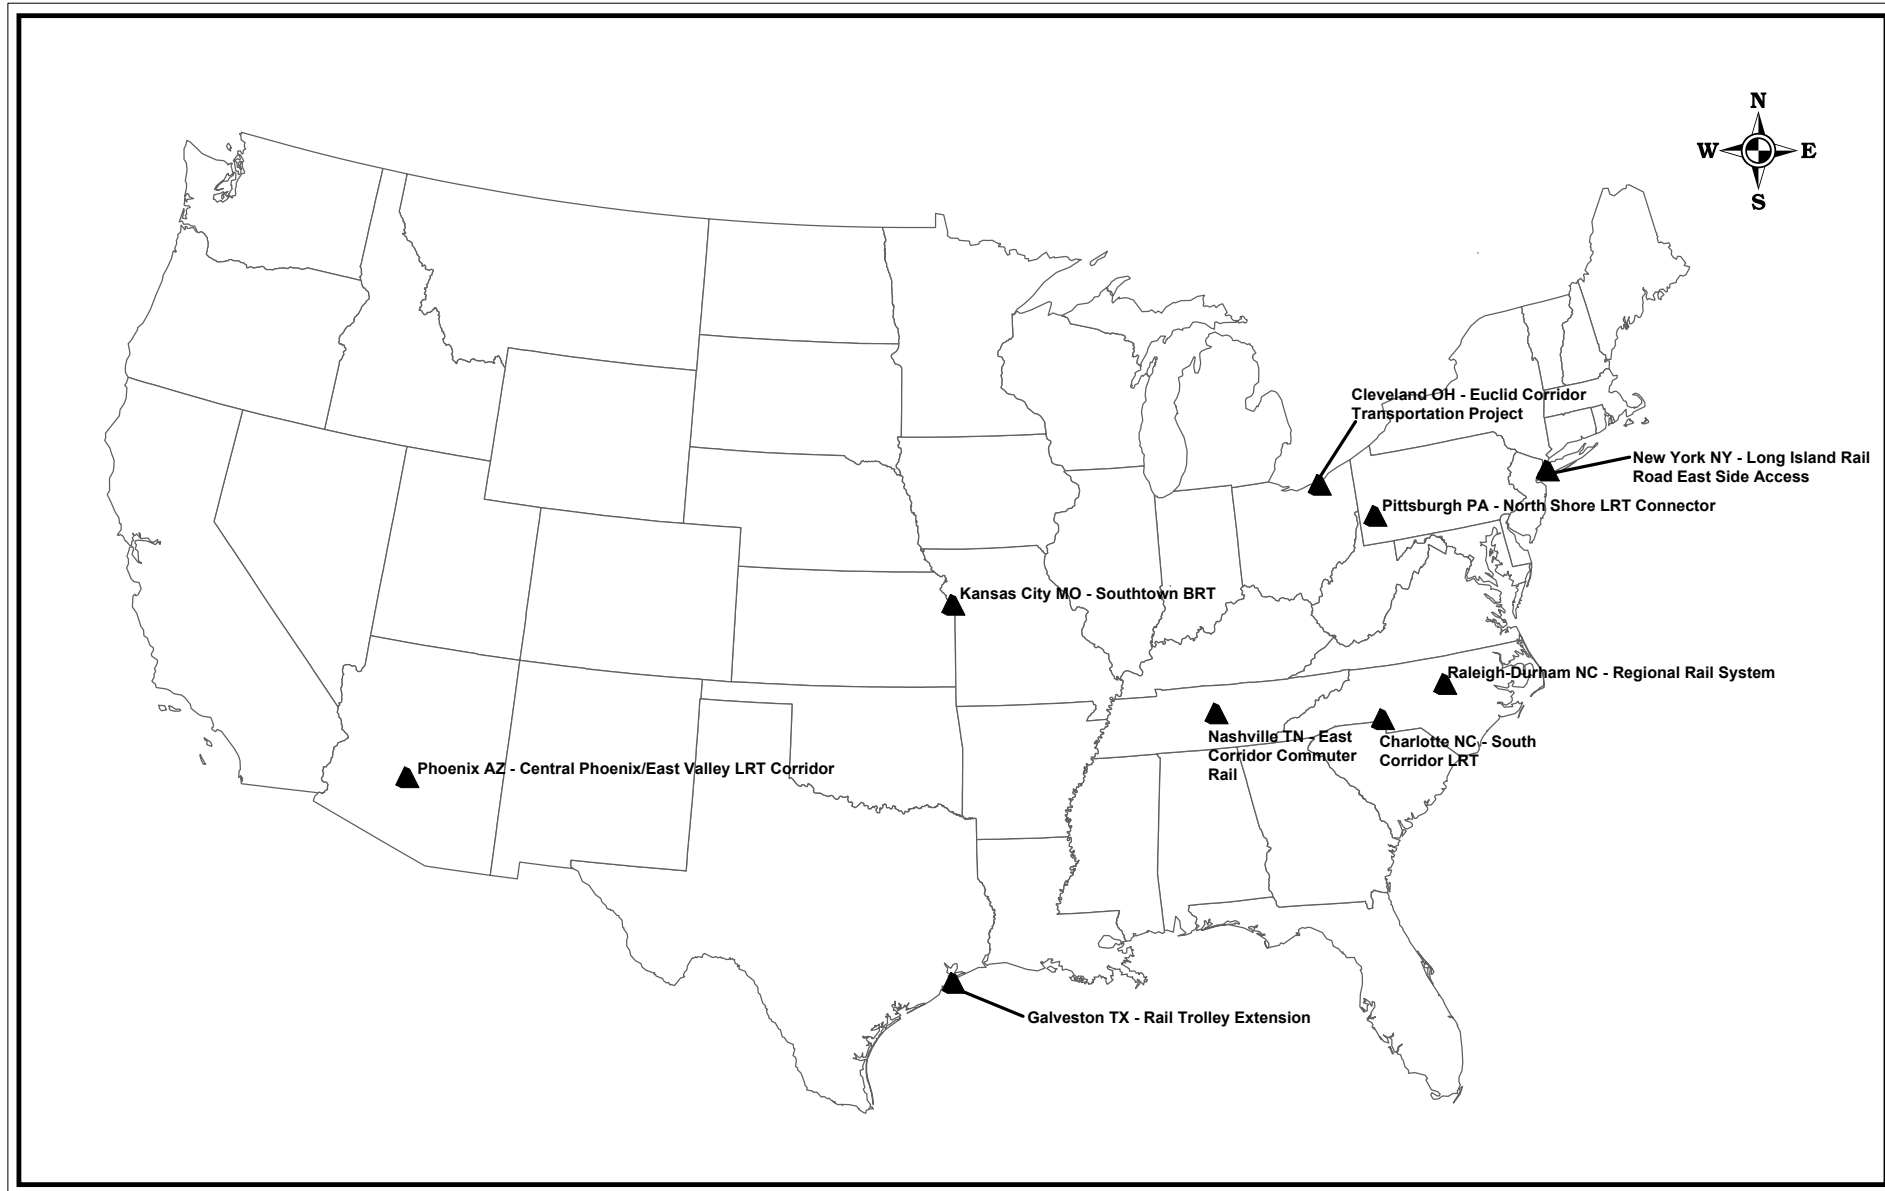 N
W E
S
Cleveland OH - Euclid Corridor
Transportation Project
New York NY - Long Island Rail
Road East Side Access
Pittsburgh PA - North Shore LRT Connector
Kansas City MO - Southtown BRT
Raleigh-Durham NC - Regional Rail System
Nashville TN - East
Corridor Commuter
Rail
Charlotte NC - South
Corridor LRT
Phoenix AZ - Central Phoenix/East Valley LRT Corridor
Galveston TX - Rail Trolley Extension